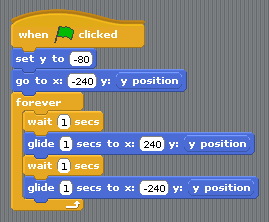 when clicked
set y to -80
go to x: -240 y: y position
forever
wait 1 secs
glide 1 secs to x: 240 y: y position
wait 1 secs
glide 1 secs to x: -240 y: y position